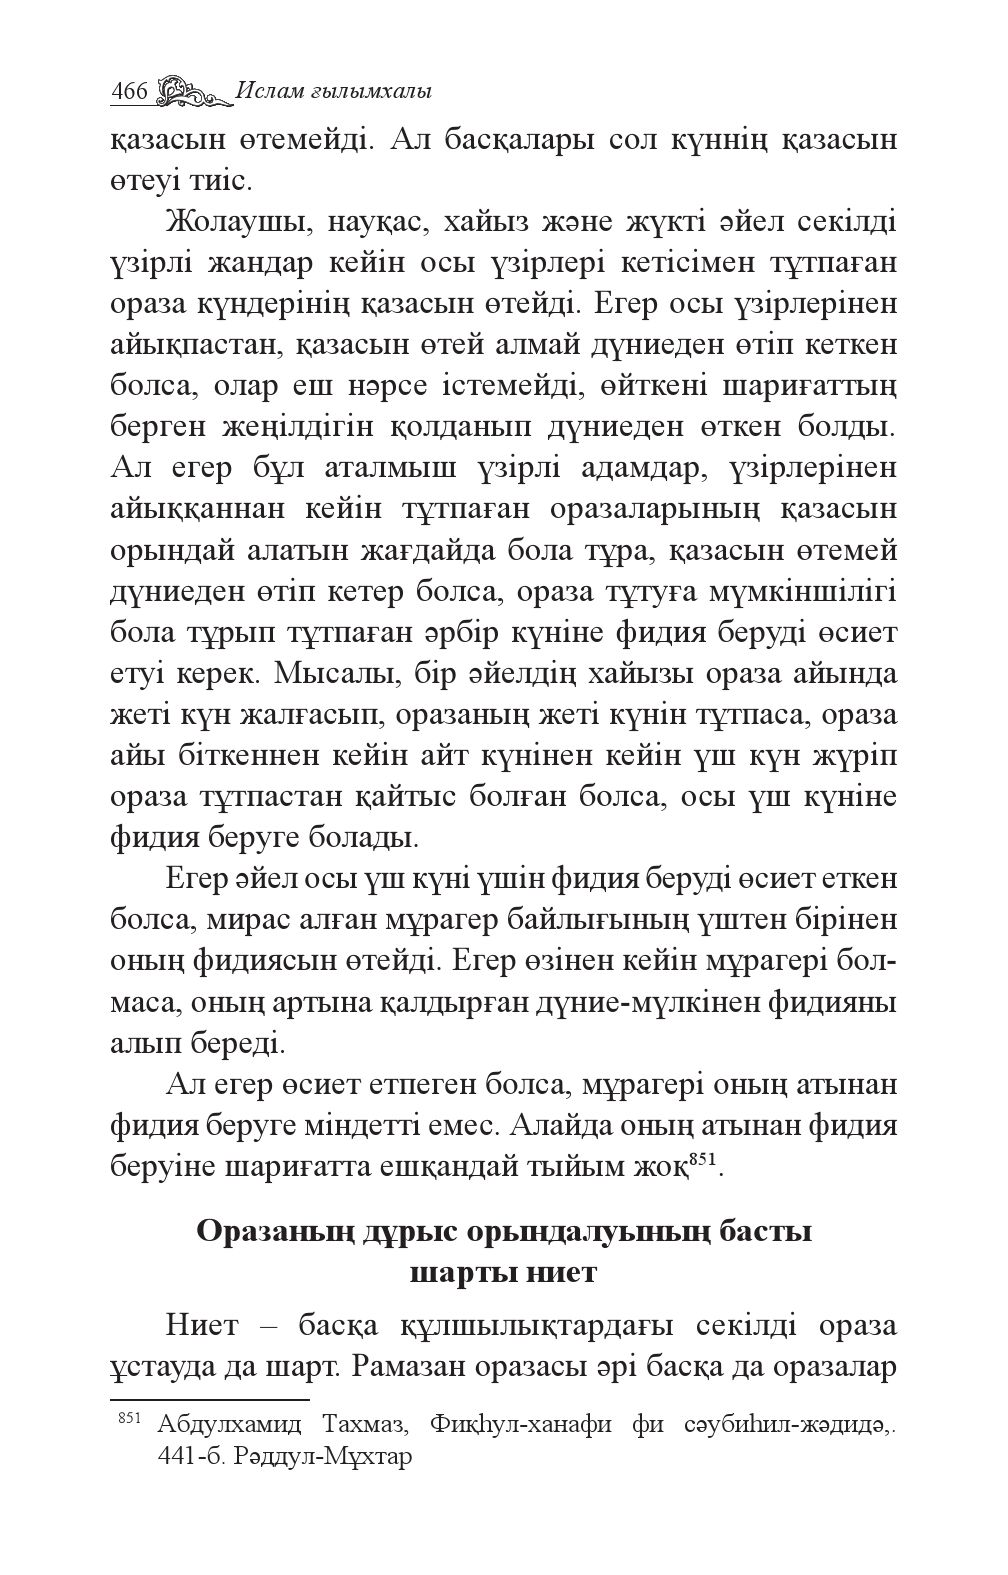 466 Ислам ғылымхалы
қазасын өтемейді. Ал басқалары сол күннің қазасын
өтеуі тиіс.
Жолаушы, науқас, хайыз және жүкті әйел секілді
үзірлі жандар кейін осы үзірлері кетісімен тұтпаған
ораза күндерінің қазасын өтейді. Егер осы үзірлерінен
айықпастан, қазасын өтей алмай дүниеден өтіп кеткен
болса, олар еш нәрсе істемейді, өйткені шариғаттың
берген жеңілдігін қолданып дүниеден өткен болды.
Ал егер бұл аталмыш үзірлі адамдар, үзірлерінен
айыққаннан кейін тұтпаған оразаларының қазасын
орындай алатын жағдайда бола тұра, қазасын өтемей
дүниеден өтіп кетер болса, ораза тұтуға мүмкіншілігі
бола тұрып тұтпаған әрбір күніне фидия беруді өсиет
етуі керек. Мысалы, бір әйелдің хайызы ораза айында
жеті күн жалғасып, оразаның жеті күнін тұтпаса, ораза
айы біткеннен кейін айт күнінен кейін үш күн жүріп
ораза тұтпастан қайтыс болған болса, осы үш күніне
фидия беруге болады.
Егер әйел осы үш күні үшін фидия беруді өсиет еткен
болса, мирас алған мұрагер байлығының үштен бірінен
оның фидиясын өтейді. Егер өзінен кейін мұрагері бол-
маса, оның артына қалдырған дүние-мүлкінен фидияны
алып береді.
Ал егер өсиет етпеген болса, мұрагері оның атынан
фидия беруге міндетті емес. Алайда оның атынан фидия
беруіне шариғатта ешқандай тыйым жоқ⁸⁵¹.
Оразаның дұрыс орындалуының басты
шарты ниет
Ниет – басқа құлшылықтардағы секілді ораза
ұстауда да шарт. Рамазан оразасы әрі басқа да оразалар
⁸⁵¹ Абдулхамид Тахмаз, Фиқһул-ханафи фи сәубиһил-жәдидә,.
441-б. Рәддул-Мұхтар